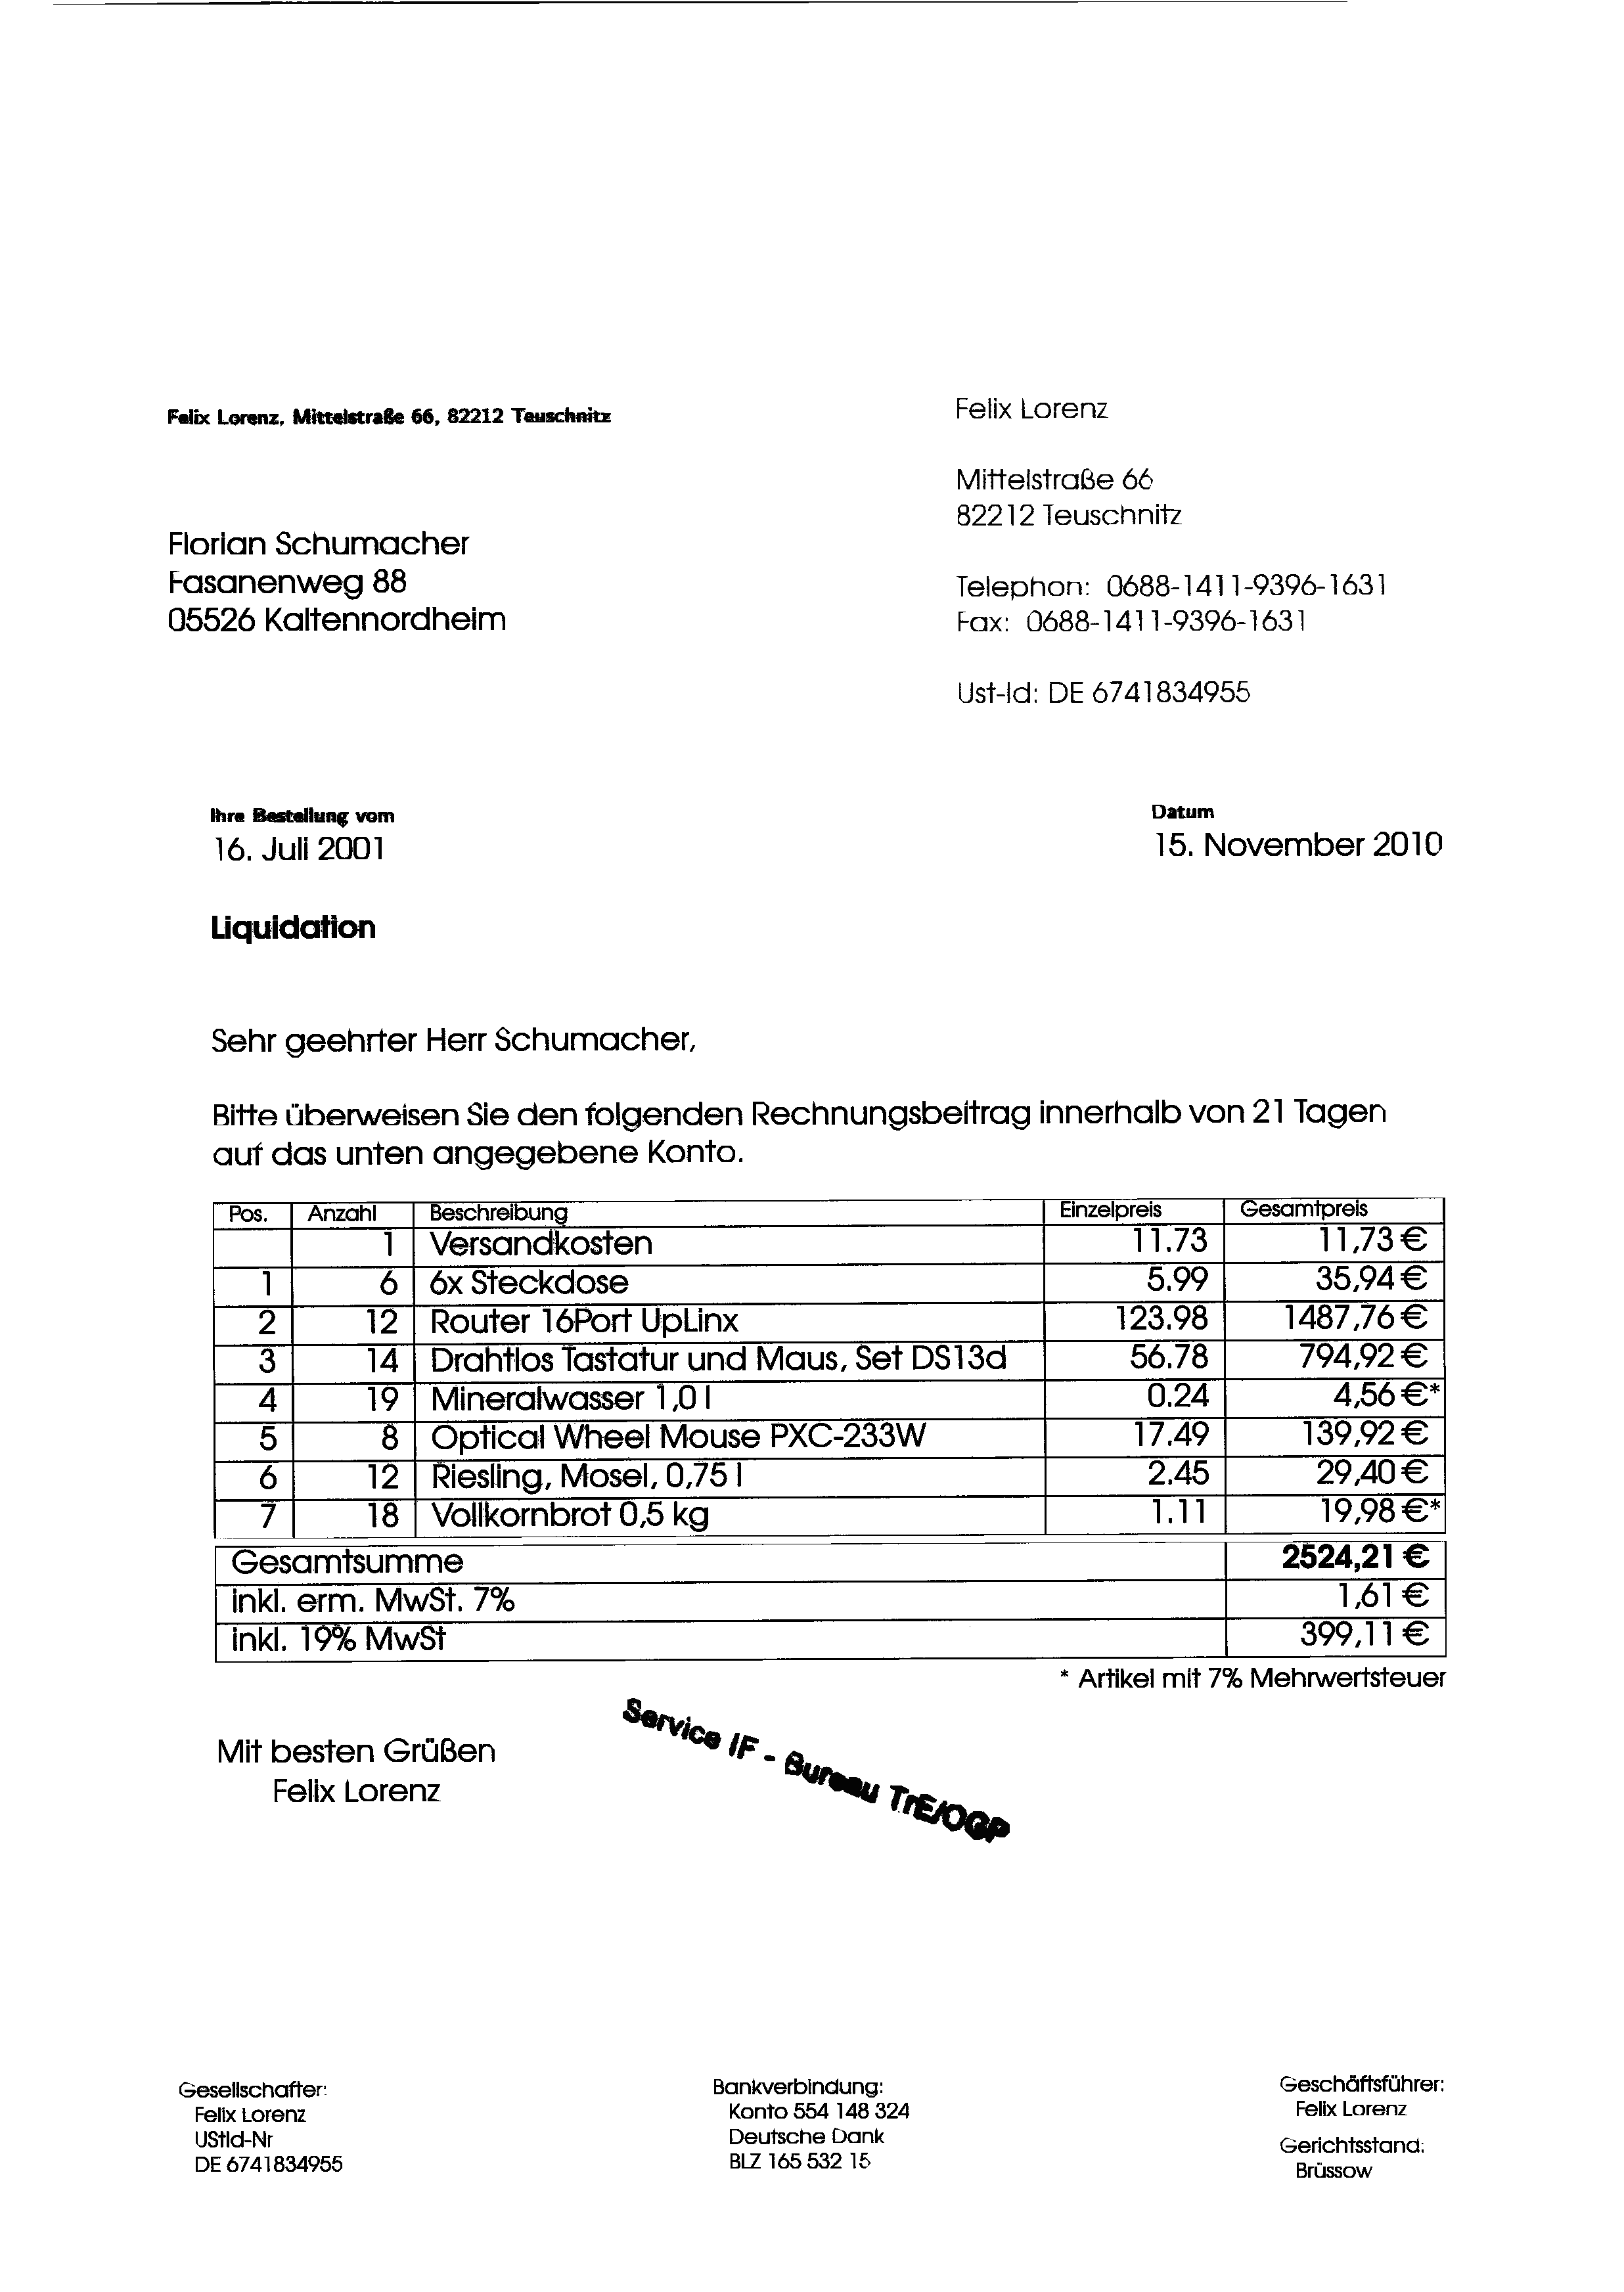 Felix Lorenz, Mittelstraße 66, 82212 Teuschnitz
Felix Lorenz
Mittelstraße 66
82212 Teuschnitz
Florian Schumacher
Fasanenweg 88
05526 Kaltennordheim
Telephon: 0688-1411-9396-1631
Fax: 0688-1411-9396-1631
Ust-Id: DE 6741834955
Ihre Bestellung vom
16. Juli 2001
Datum
15. November 2010
Liquidation
Sehr geehrter Herr Schumacher,
Bitte überweisen Sie den folgenden Rechnungsbeitrag innerhalb von 21 Tagen
auf das unten angegebene Konto.
Pos. Anzahl Beschreibung Einzelpreis Gesamtpreis
1 Versandkosten 11.73 11,73 €
1 6 6x Steckdose 5.99 35,94 €
2 12 Router 16Port UpLinx 123.98 1487,76 €
3 14 Drahtlos Tastatur und Maus, Set DS13d 56.78 794,92 €
4 19 Mineralwasser 1,0 l 0.24 4,56 €*
5 8 Optical Wheel Mouse PXC-233W 17.49 139,92 €
6 12 Riesling, Mosel, 0,75 l 2.45 29,40 €
7 18 Vollkornbrot 0,5 kg 1.11 19,98 €*
Gesamtsumme 2524,21 €
inkl. erm. MwSt. 7% 1,61 €
inkl. 19% MwSt 399,11 €
* Artikel mit 7% Mehrwertsteuer
Mit besten Grüßen
Felix Lorenz
Service IF - Bureau TrE/OGP
Gesellschafter:
Felix Lorenz
UStId-Nr
DE 6741834955
Bankverbindung:
Konto 554 148 324
Deutsche Dank
BLZ 165 532 15
Geschäftsführer:
Felix Lorenz
Gerichtsstand:
Brüssow